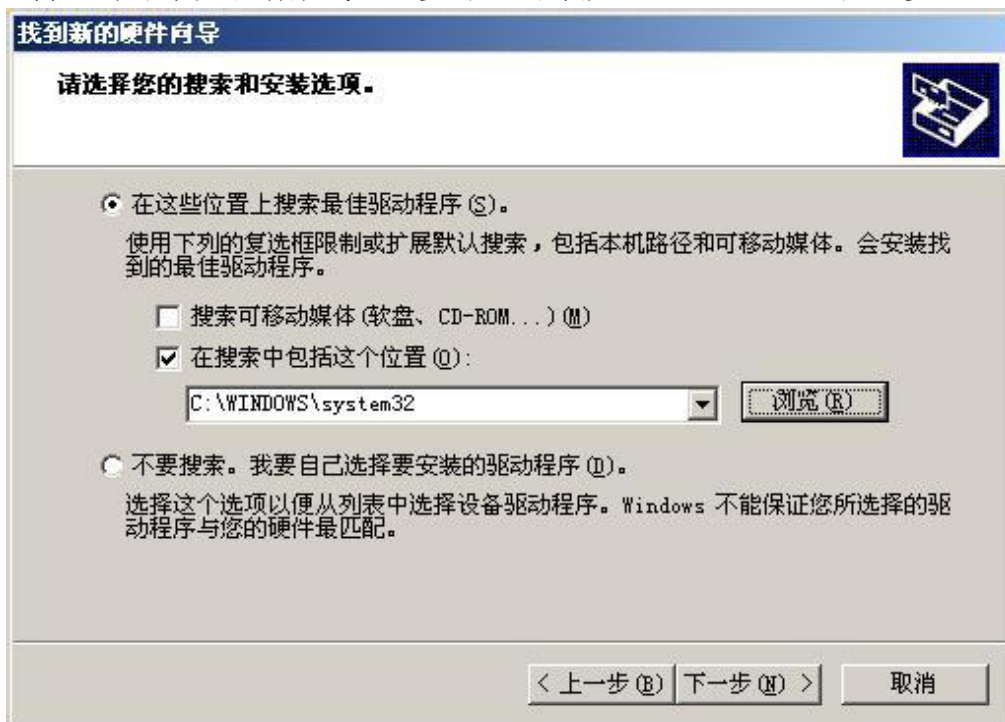 找到新的硬件向导
请选择您的搜索和安装选项。
在这些位置上搜索最佳驱动程序(S)。
使用下列的复选框限制或扩展默认搜索，包括本机路径和可移动媒体。会安装找
到的最佳驱动程序。
搜索可移动媒体(软盘、CD-ROM...)(M)
在搜索中包括这个位置(O):
C:\WINDOWS\system32
浏览(R)
不要搜索。我要自己选择要安装的驱动程序(D)。
选择这个选项以便从列表中选择设备驱动程序。Windows 不能保证您所选择的驱
动程序与您的硬件最匹配。
< 上一步(B) 下一步(N) > 取消